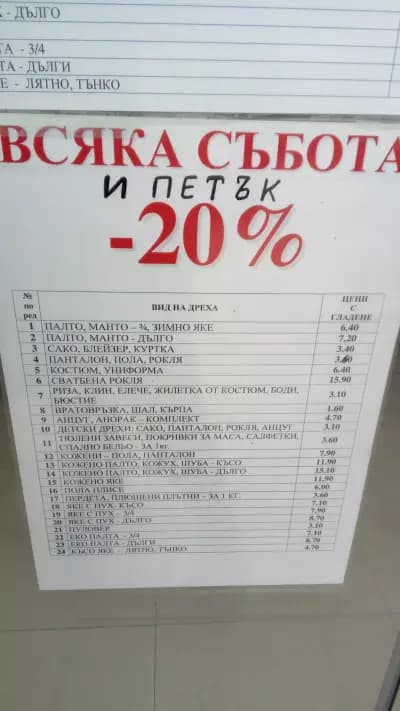 - ДЪЛГО
ТА - 3/4
ТА - ДЪЛГИ
Е - ЛЯТНО, ТЪНКО
ВСЯКА СЪБОТА
И ПЕТЪК
-20%
№ по рел ВИД НА ДРЕХА ЦЕНИ С ГЛАДЕНЕ
1 ПАЛТО, МАНТО – ¾, ЗИМНО ЯКЕ 6.40
2 ПАЛТО, МАНТО - ДЪЛГО 7,20
3 САКО, БЛЕЙЗЕР, КУРТКА 3.40
4 ПАНТАЛОН, ПОЛА, РОКЛЯ
5 КОСТЮМ, УНИФОРМА 6.40
6 СВАТБЕНА РОКЛЯ 15.90
7 РИЗА, КЛИН, ЕЛЕЧЕ, ЖИЛЕТКА ОТ КОСТЮМ, БОДИ, БЮСТИЕ 3.10
8 ВРАТОВРЪЗКА, ШАЛ, КЪРПА 1.60
9 АНЦУГ, АНОРАК – КОМПЛЕКТ 4.70
10 ДЕТСКИ ДРЕХИ: САКО, ПАНТАЛОН, РОКЛЯ, АНЦУГ 3.10
11 ТЮЛЕНИ ЗАВЕСИ, ПОКРИВКИ ЗА МАСА, САЛФЕТКИ, СПАЛНО БЕЛЬО - ЗА 1кг. 3.60
12 КОЖЕНИ – ПОЛА, ПАНТАЛОН 7.90
13 КОЖЕНО ПАЛТО, КОЖУХ, ШУБА - КЪСО 11.90
14 КОЖЕНО ПАЛТО, КОЖУХ, ШУБА - ДЪЛГО 15.10
15 КОЖЕНО ЯКЕ 11.90
16 ПОЛА ПЛИСЕ 6.00
17 ПЕРДЕТА, ПЛЮШЕНИ ПЛЪТНИ – ЗА 1 КГ. 3.60
18 ЯКЕ С ПУХ- КЪСО 7.10
19 ЯКЕ С ПУХ - 3/4 7.90
20 ЯКЕ С ПУХ - ДЪЛГО 8.70
21 ПУЛОВЕР 3.10
22 ЕКО ПАЛТА - 3/4 7.10
23 ЕКО ПАЛТА - ДЪЛГИ 8.70
24 КЪСО ЯКЕ - ЛЯТНО, ТЪНКО 4.70